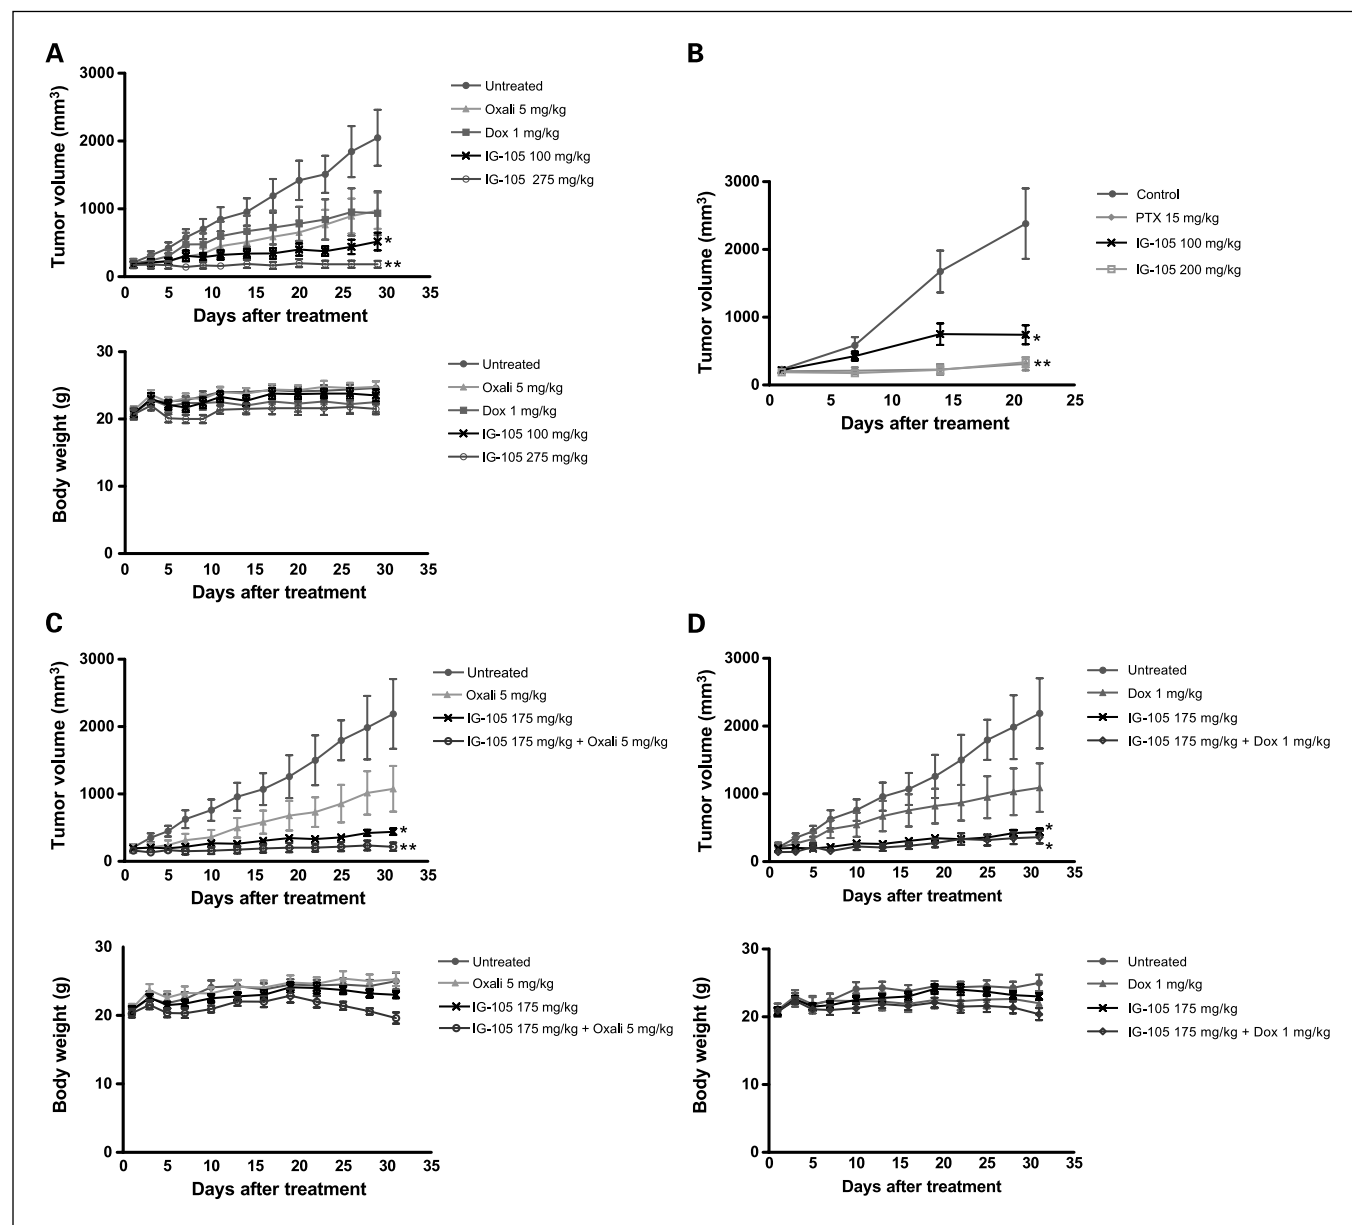 A
Tumor volume (mm³)
3000
2000
1000
0
0 5 10 15 20 25 30 35
Days after treatment
Untreated
Oxali 5 mg/kg
Dox 1 mg/kg
IG-105 100 mg/kg
IG-105 275 mg/kg
*
**
Body weight (g)
30
20
10
0
0 5 10 15 20 25 30 35
Days after treatment
Untreated
Oxali 5 mg/kg
Dox 1 mg/kg
IG-105 100 mg/kg
IG-105 275 mg/kg
B
Tumor volume (mm³)
3000
2000
1000
0
0 5 10 15 20 25
Days after treament
Control
PTX 15 mg/kg
IG-105 100 mg/kg
IG-105 200 mg/kg
*
**
C
Tumor volume (mm³)
3000
2000
1000
0
0 5 10 15 20 25 30 35
Days after treatment
Untreated
Oxali 5 mg/kg
IG-105 175 mg/kg
IG-105 175 mg/kg + Oxali 5 mg/kg
*
**
Body weight (g)
30
20
10
0
0 5 10 15 20 25 30 35
Days after treatment
Untreated
Oxali 5 mg/kg
IG-105 175 mg/kg
IG-105 175 mg/kg + Oxali 5 mg/kg
D
Tumor volume (mm³)
3000
2000
1000
0
0 5 10 15 20 25 30 35
Days after treatment
Untreated
Dox 1 mg/kg
IG-105 175 mg/kg
IG-105 175 mg/kg + Dox 1 mg/kg
*
*
Body weight (g)
30
20
10
0
0 5 10 15 20 25 30 35
Days after treatment
Untreated
Dox 1 mg/kg
IG-105 175 mg/kg
IG-105 175 mg/kg + Dox 1 mg/kg